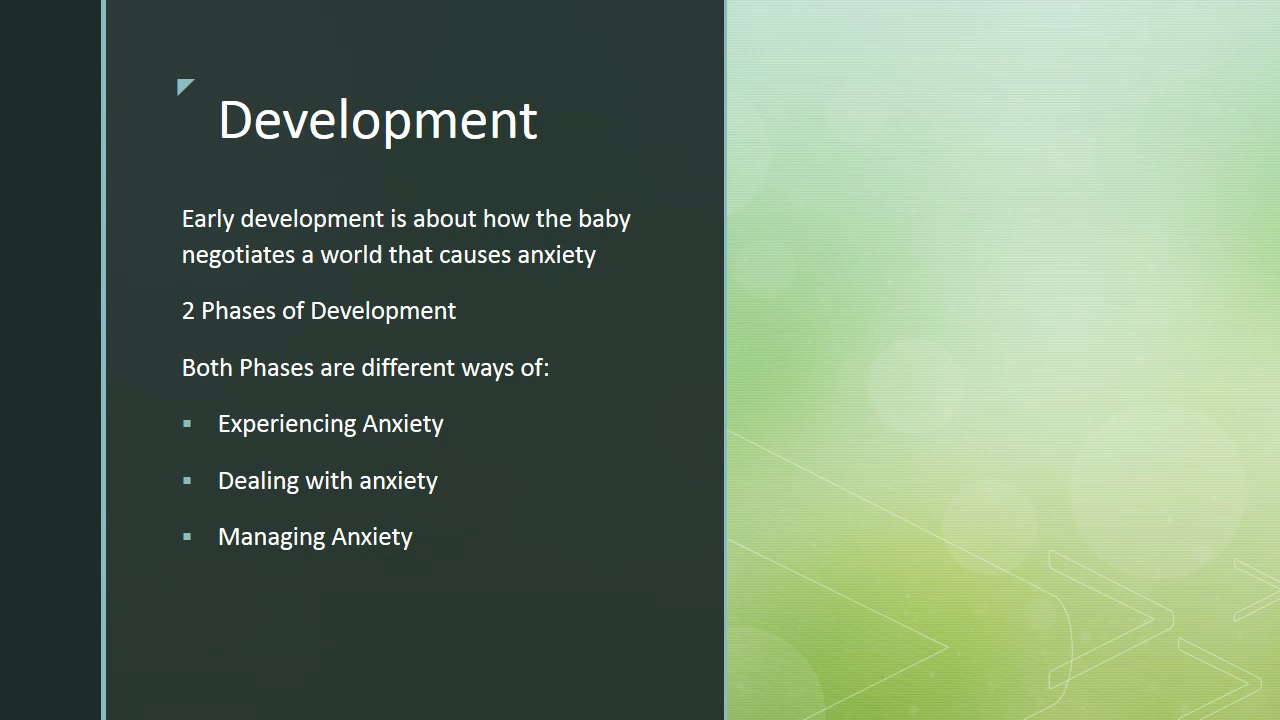 Development
Early development is about how the baby
negotiates a world that causes anxiety
2 Phases of Development
Both Phases are different ways of:
▪ Experiencing Anxiety
▪ Dealing with anxiety
▪ Managing Anxiety